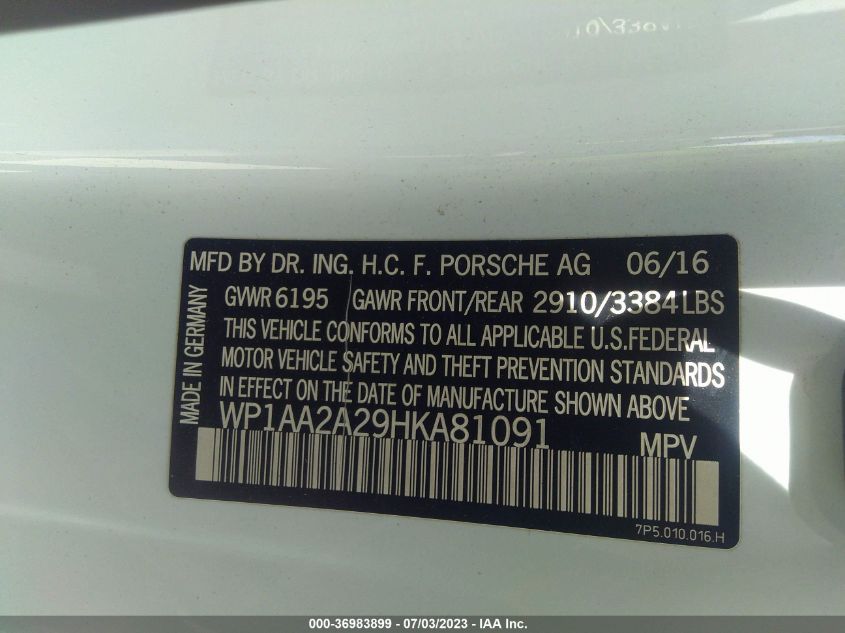 MFD BY DR. ING. H.C. F. PORSCHE AG 06/16
GVWR 6195 GAWR FRONT/REAR 2910/3384 LBS
THIS VEHICLE CONFORMS TO ALL APPLICABLE U.S.FEDERAL
MOTOR VEHICLE SAFETY AND THEFT PREVENTION STANDARDS
IN EFFECT ON THE DATE OF MANUFACTURE SHOWN ABOVE
WP1AA2A29HKA81091 MPV
MADE IN GERMANY
7P5.010.016.H
000-36983899 - 07/03/2023 - IAA Inc.